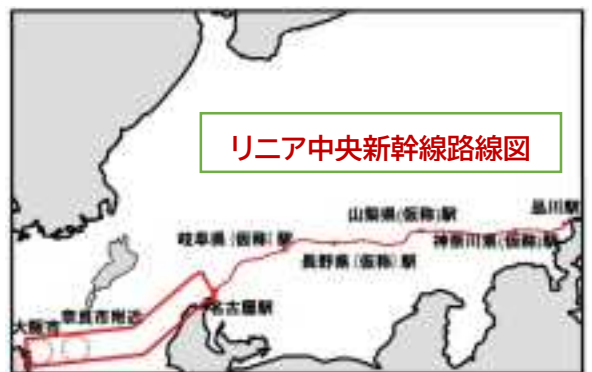 リニア中央新幹線路線図
品川駅
山梨県(仮称)駅
神奈川県(仮称)駅
岐阜県(仮称)駅
長野県(仮称)駅
名古屋駅
奈良市附近
大阪市